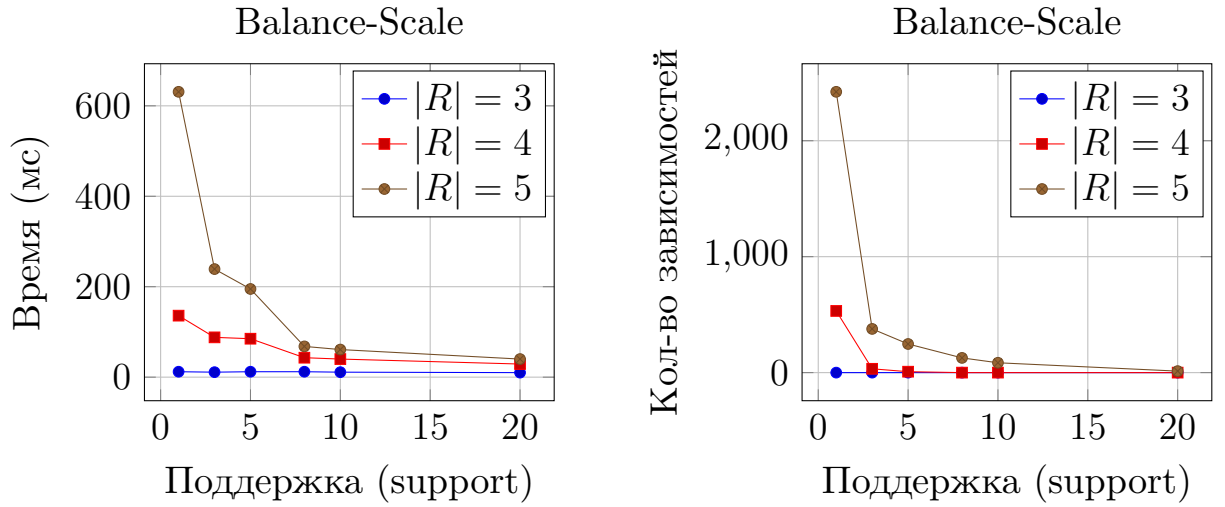 Balance-Scale
Время (мс)
600
400
200
0
|R| = 3
|R| = 4
|R| = 5
0 5 10 15 20
Поддержка (support)
Balance-Scale
Кол-во зависимостей
2,000
1,000
0
|R| = 3
|R| = 4
|R| = 5
0 5 10 15 20
Поддержка (support)